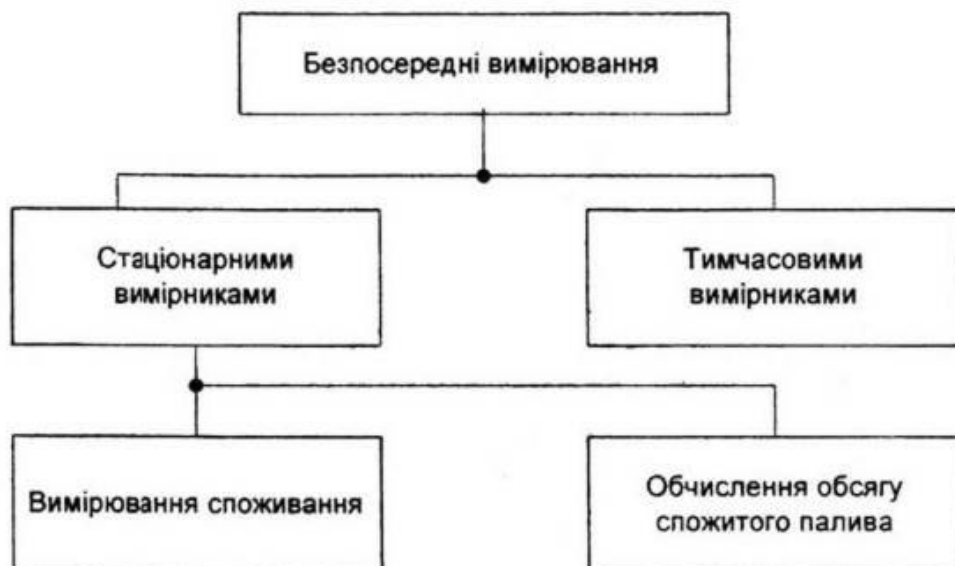 Безпосередні вимірювання
Стаціонарними
вимірниками
Тимчасовими
вимірниками
Вимірювання споживання
Обчислення обсягу
спожитого палива